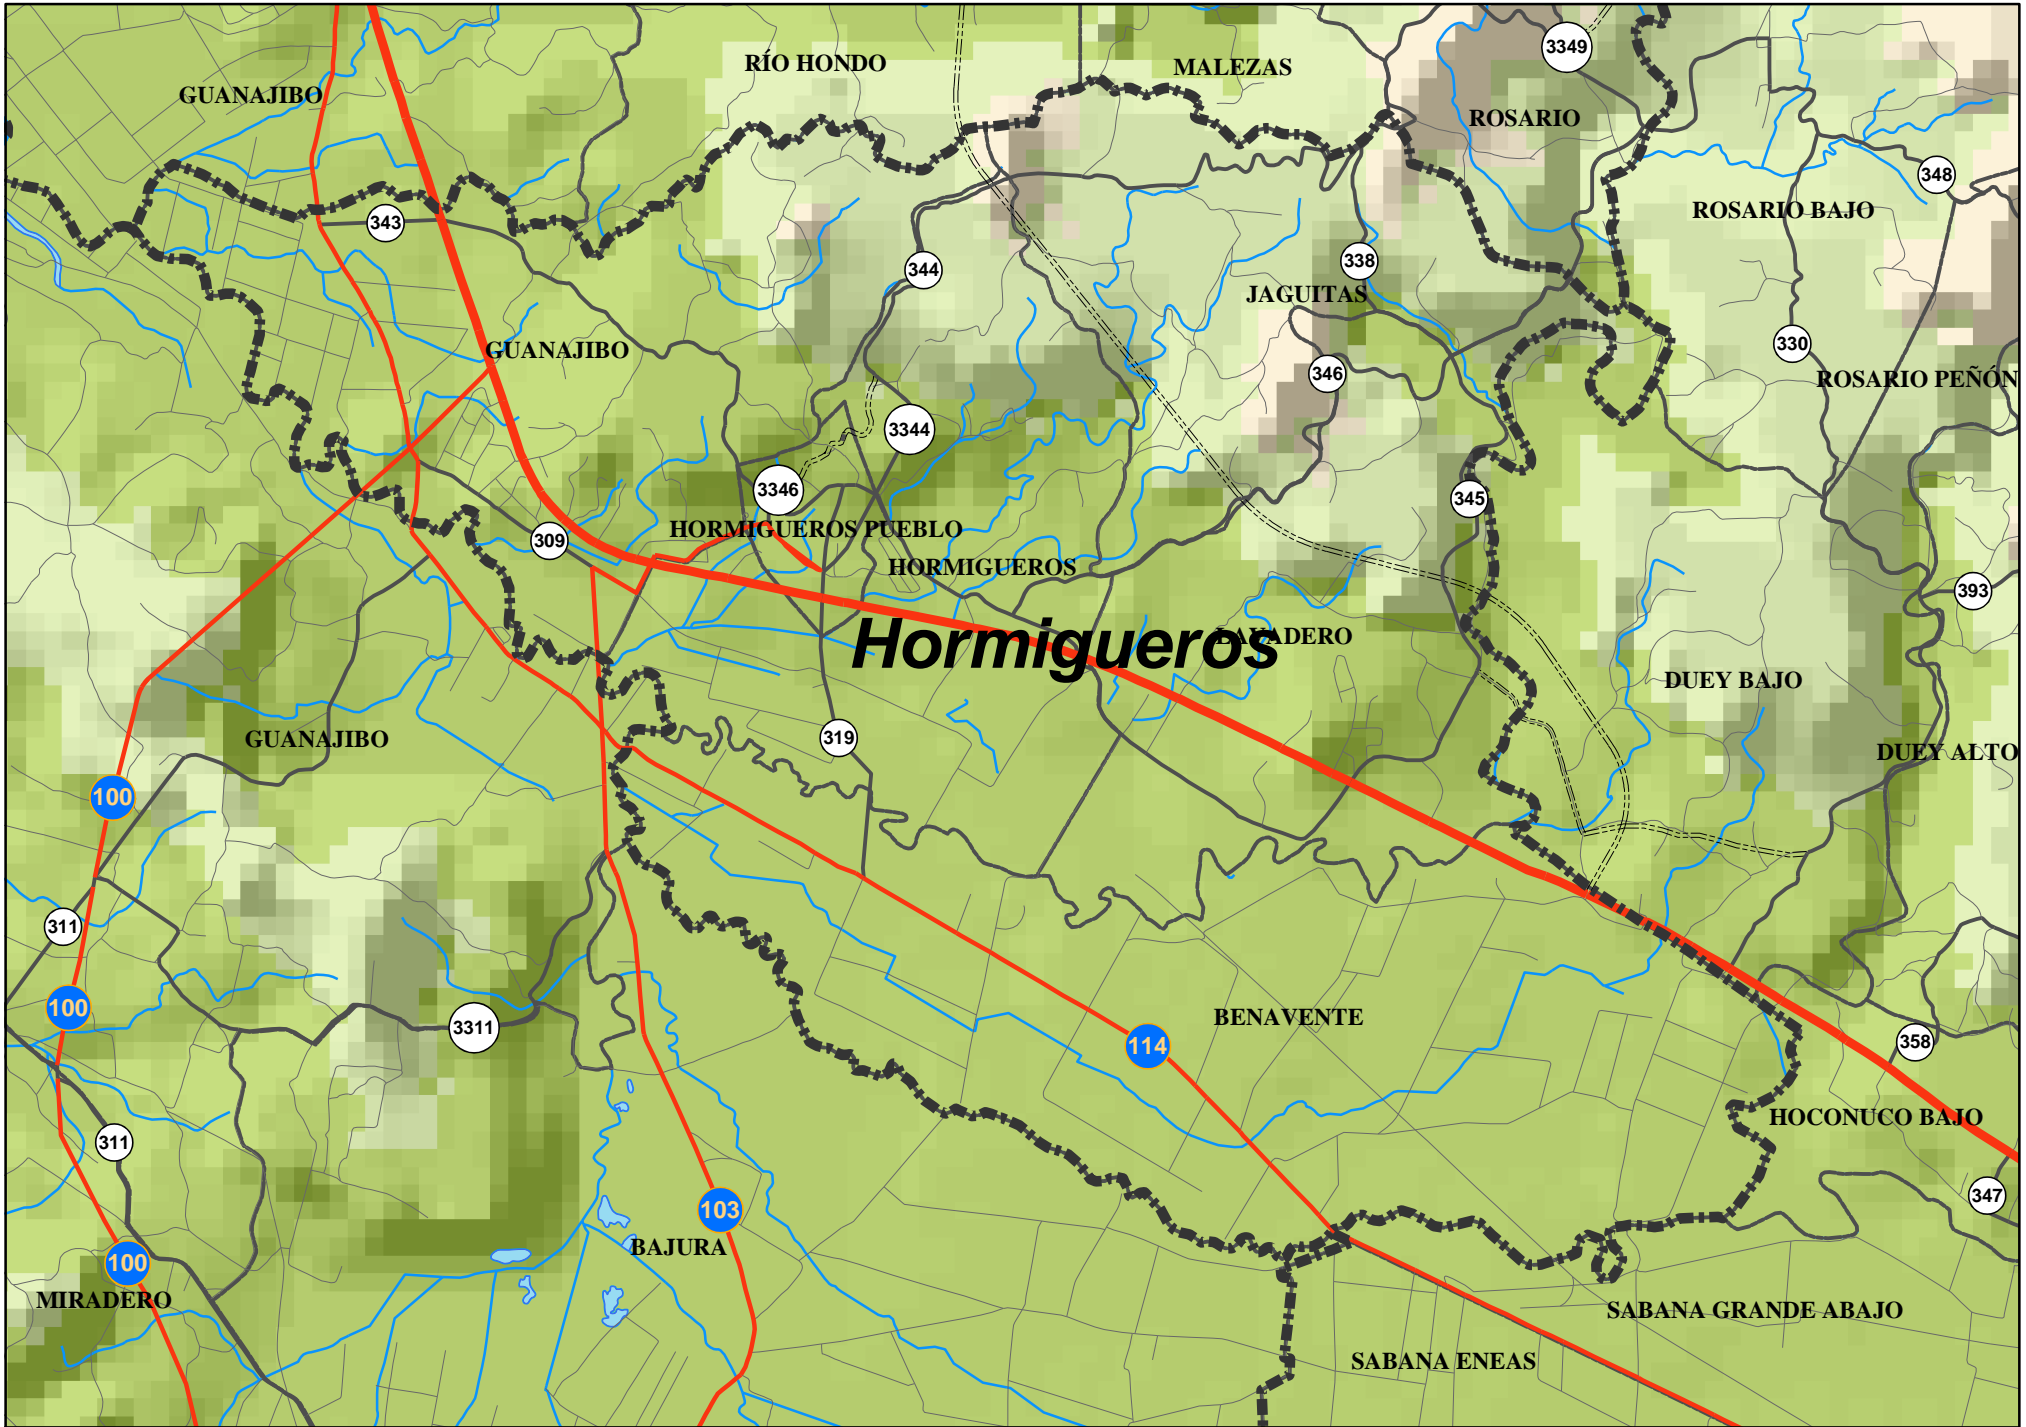 3349
RÍO HONDO
MALEZAS
GUANAJIBO
ROSARIO
348
343
ROSARIO BAJO
344
338
JAGUITAS
330
GUANAJIBO
346
ROSARIO PEÑÓN
3344
3346
345
HORMIGUEROS PUEBLO
309
HORMIGUEROS
393
Hormigueros
LAVADERO
DUEY BAJO
GUANAJIBO
319
DUEY ALTO
100
311
100
BENAVENTE
3311
114
358
HOCONUCO BAJO
311
347
103
BAJURA
100
MIRADERO
SABANA GRANDE ABAJO
SABANA ENEAS